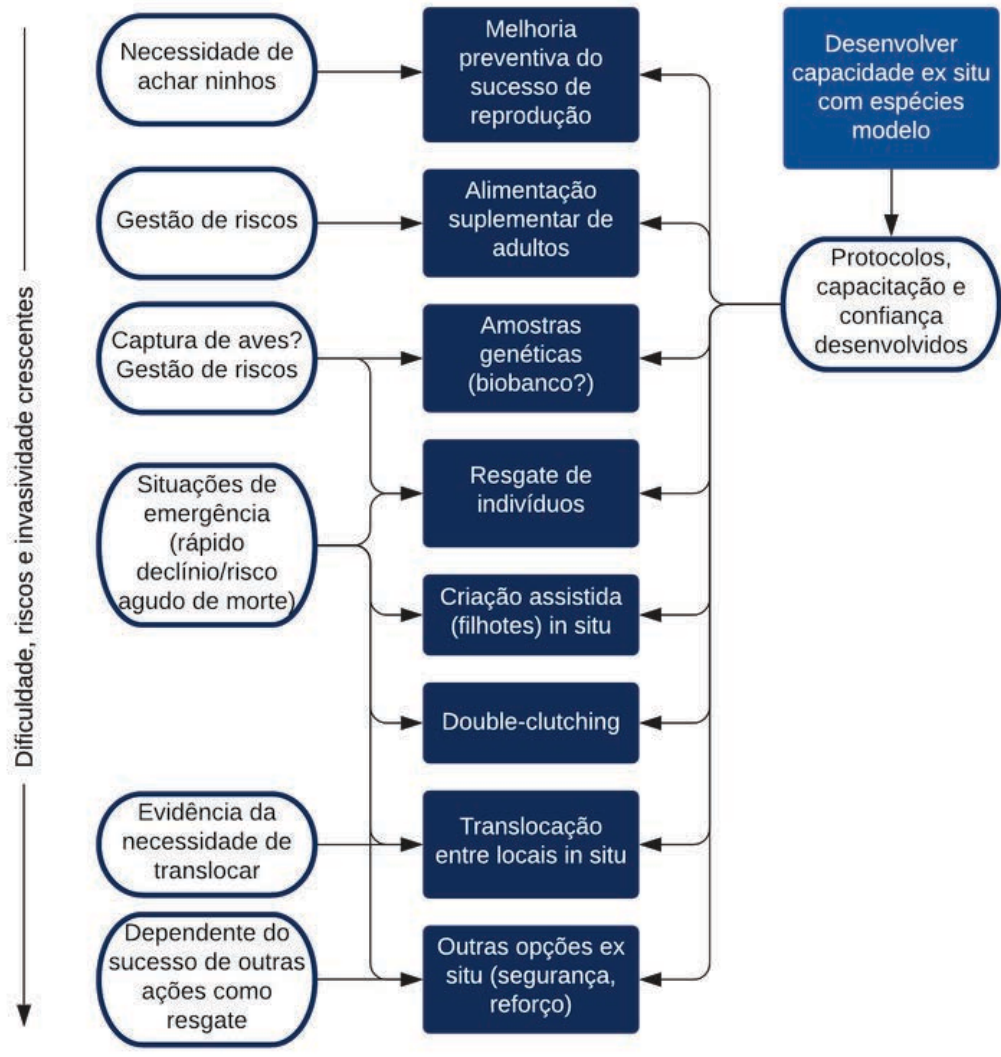 Dificuldade, riscos e invasividade crescentes
Necessidade de
achar ninhos
Gestão de riscos
Captura de aves?
Gestão de riscos
Situações de
emergência
(rápido
declínio/risco
agudo de morte)
Evidência da
necessidade de
translocar
Dependente do
sucesso de outras
ações como
resgate
Melhoria
preventiva do
sucesso de
reprodução
Alimentação
suplementar de
adultos
Amostras
genéticas
(biobanco?)
Resgate de
indivíduos
Criação assistida
(filhotes) in situ
Double-clutching
Translocação
entre locais in situ
Outras opções ex
situ (segurança,
reforço)
Desenvolver
capacidade ex situ
com espécies
modelo
Protocolos,
capacitação e
confiança
desenvolvidos